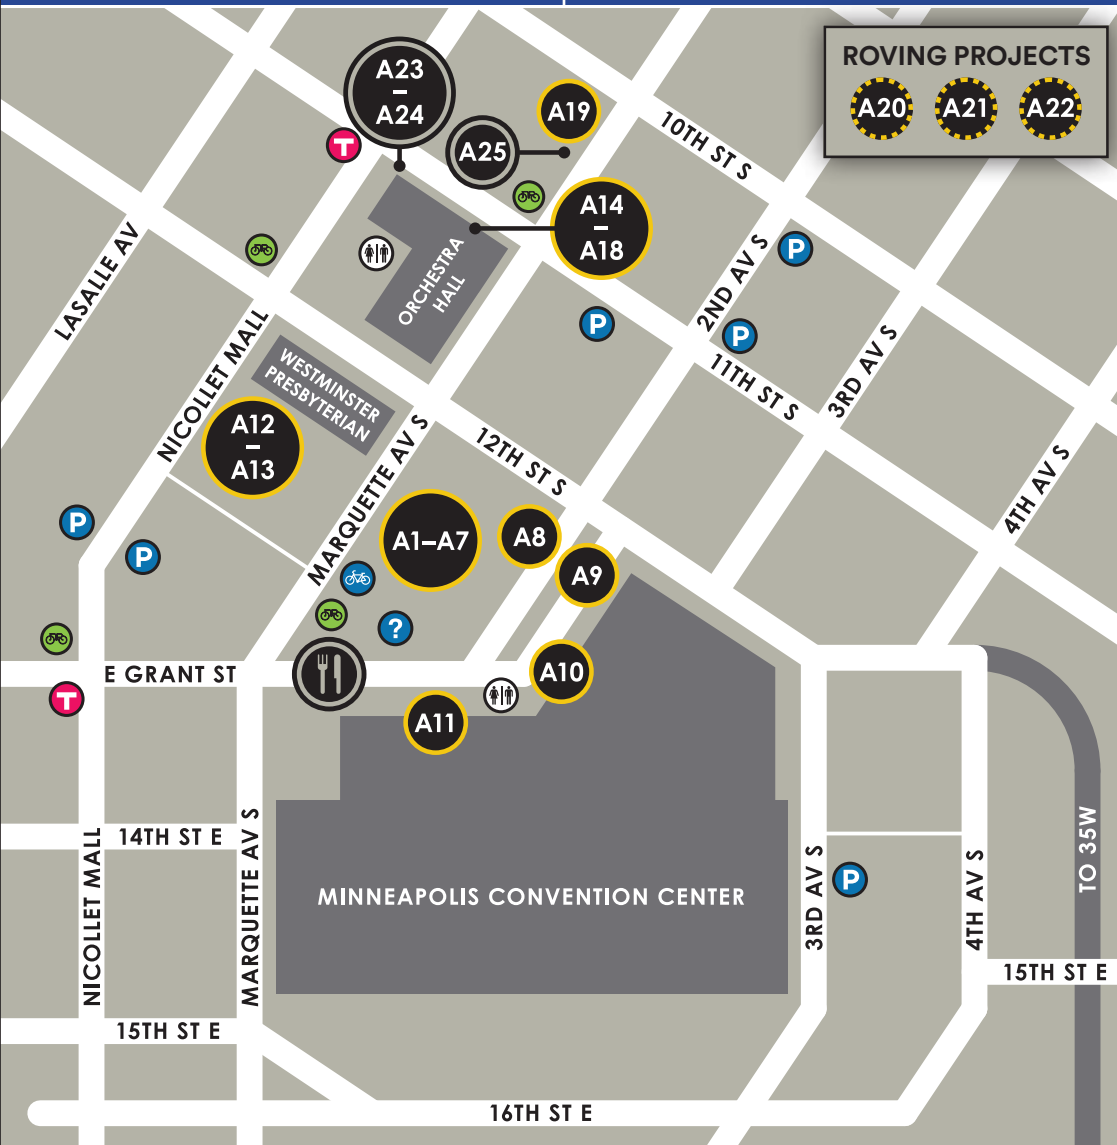 ROVING PROJECTS
A20
A21
A22
A23
–
A24
A19
A25
10TH ST S
T
A14
–
A18
LASALLE AV
ORCHESTRA
HALL
2ND AV S
P
P
P
NICOLLET MALL
WESTMINSTER
PRESBYTERIAN
11TH ST S
3RD AV S
A12
–
A13
MARQUETTE AV S
12TH ST S
4TH AV S
P
P
A1–A7
A8
A9
?
E GRANT ST
A10
T
A11
NICOLLET MALL
14TH ST E
MARQUETTE AV S
MINNEAPOLIS CONVENTION CENTER
3RD AV S
P
4TH AV S
TO 35W
15TH ST E
15TH ST E
16TH ST E